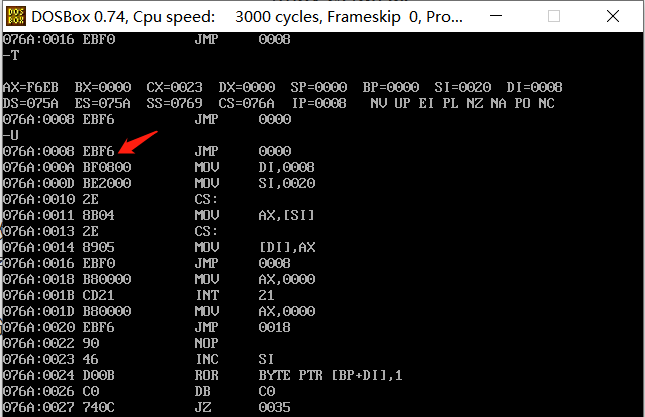 DOS BOX DOSBox 0.74, Cpu speed: 3000 cycles, Frameskip 0, Pro...
076A:0016 EBF0 JMP 0008
-T
AX=F6EB BX=0000 CX=0023 DX=0000 SP=0000 BP=0000 SI=0020 DI=0008
DS=075A ES=075A SS=0769 CS=076A IP=0008 NV UP EI PL NZ NA PO NC
076A:0008 EBF6 JMP 0000
-U
076A:0008 EBF6 JMP 0000
076A:000A BF0800 MOV DI,0008
076A:000D BE2000 MOV SI,0020
076A:0010 2E CS:
076A:0011 8B04 MOV AX,[SI]
076A:0013 2E CS:
076A:0014 8905 MOV [DI],AX
076A:0016 EBF0 JMP 0008
076A:0018 B80000 MOV AX,0000
076A:001B CD21 INT 21
076A:001D B80000 MOV AX,0000
076A:0020 EBF6 JMP 0018
076A:0022 90 NOP
076A:0023 46 INC SI
076A:0024 D00B ROR BYTE PTR [BP+DI],1
076A:0026 C0 DB C0
076A:0027 740C JZ 0035